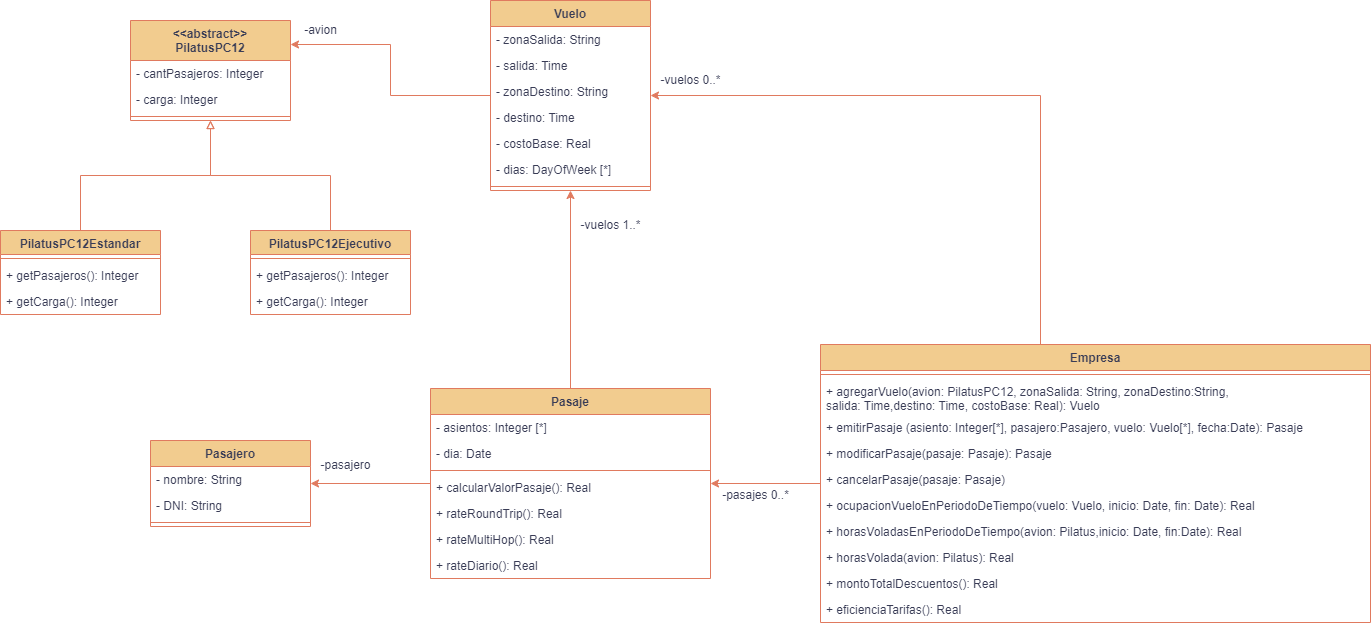 <<abstract>>
PilatusPC12
- cantPasajeros: Integer
- carga: Integer
-avion
Vuelo
- zonaSalida: String
- salida: Time
- zonaDestino: String
- destino: Time
- costoBase: Real
- dias: DayOfWeek [*]
-vuelos 0..*
-vuelos 1..*
PilatusPC12Estandar
+ getPasajeros(): Integer
+ getCarga(): Integer
PilatusPC12Ejecutivo
+ getPasajeros(): Integer
+ getCarga(): Integer
Pasajero
- nombre: String
- DNI: String
-pasajero
Pasaje
- asientos: Integer [*]
- dia: Date
+ calcularValorPasaje(): Real
+ rateRoundTrip(): Real
+ rateMultiHop(): Real
+ rateDiario(): Real
-pasajes 0..*
Empresa
+ agregarVuelo(avion: PilatusPC12, zonaSalida: String, zonaDestino:String,
salida: Time,destino: Time, costoBase: Real): Vuelo
+ emitirPasaje (asiento: Integer[*], pasajero:Pasajero, vuelo: Vuelo[*], fecha:Date): Pasaje
+ modificarPasaje(pasaje: Pasaje): Pasaje
+ cancelarPasaje(pasaje: Pasaje)
+ ocupacionVueloEnPeriodoDeTiempo(vuelo: Vuelo, inicio: Date, fin: Date): Real
+ horasVoladasEnPeriodoDeTiempo(avion: Pilatus,inicio: Date, fin:Date): Real
+ horasVolada(avion: Pilatus): Real
+ montoTotalDescuentos(): Real
+ eficienciaTarifas(): Real